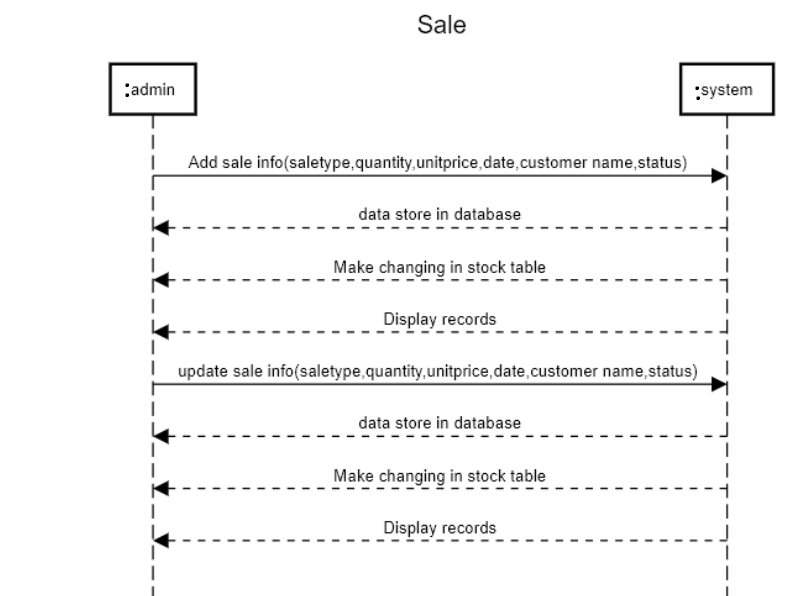 Sale
:admin
:system
Add sale info(saletype,quantity,unitprice,date,customer name,status)
data store in database
Make changing in stock table
Display records
update sale info(saletype,quantity,unitprice,date,customer name,status)
data store in database
Make changing in stock table
Display records